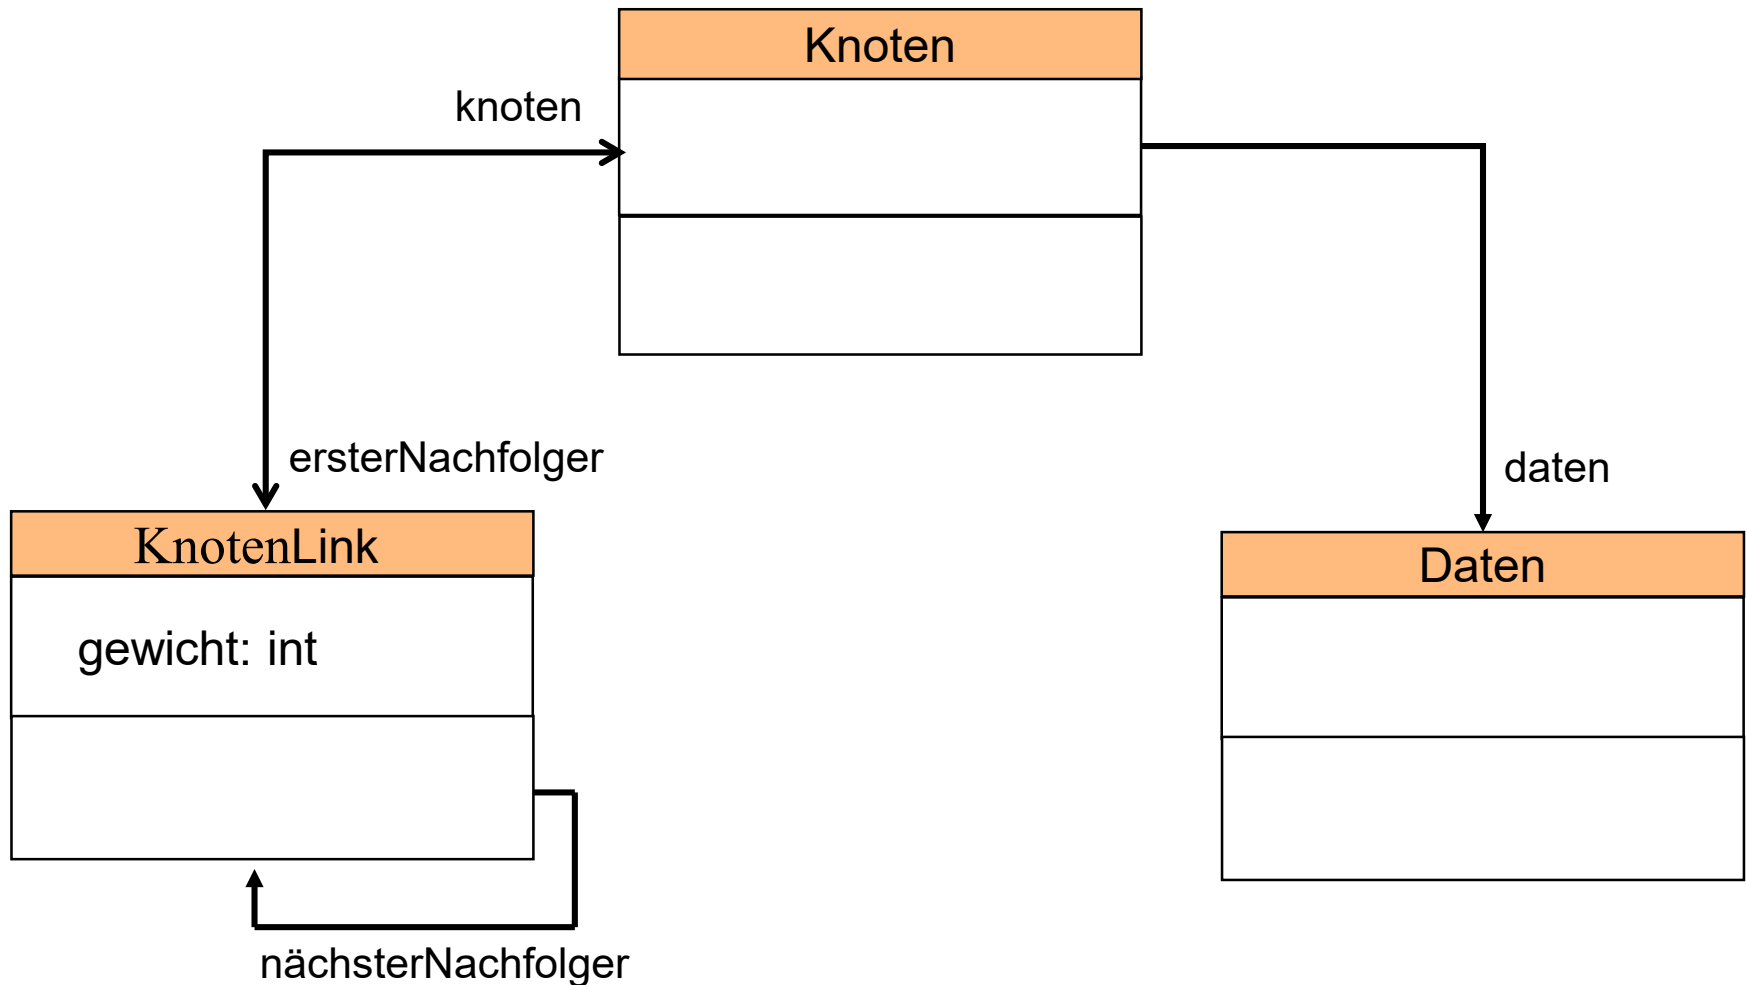 Knoten
knoten
ersterNachfolger
daten
KnotenLink
Daten
gewicht: int
nächsterNachfolger